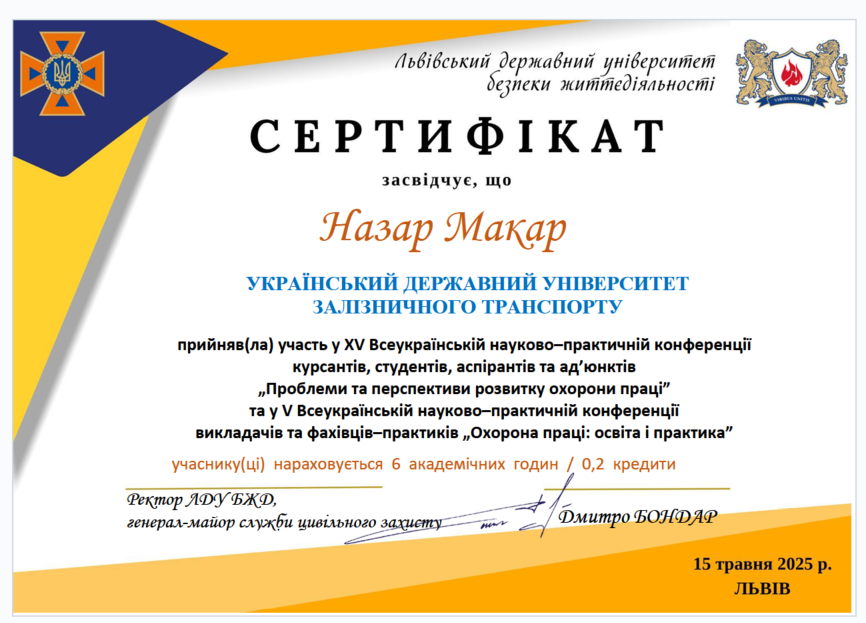 Львівський державний університет
безпеки життєдіяльності
VIRIBUS UNITIS
СЕРТИФІКАТ
засвідчує, що
Назар Макар
УКРАЇНСЬКИЙ ДЕРЖАВНИЙ УНІВЕРСИТЕТ
ЗАЛІЗНИЧНОГО ТРАНСПОРТУ
прийняв(ла) участь у XV Всеукраїнській науково–практичній конференції
курсантів, студентів, аспірантів та ад’юнктів
„Проблеми та перспективи розвитку охорони праці”
та у V Всеукраїнській науково–практичній конференції
викладачів та фахівців–практиків „Охорона праці: освіта і практика”
учаснику(ці) нараховується 6 академічних годин / 0,2 кредити
Ректор ЛДУ БЖД,
генерал-майор служби цивільного захисту
Дмитро БОНДАР
15 травня 2025 р.
ЛЬВІВ